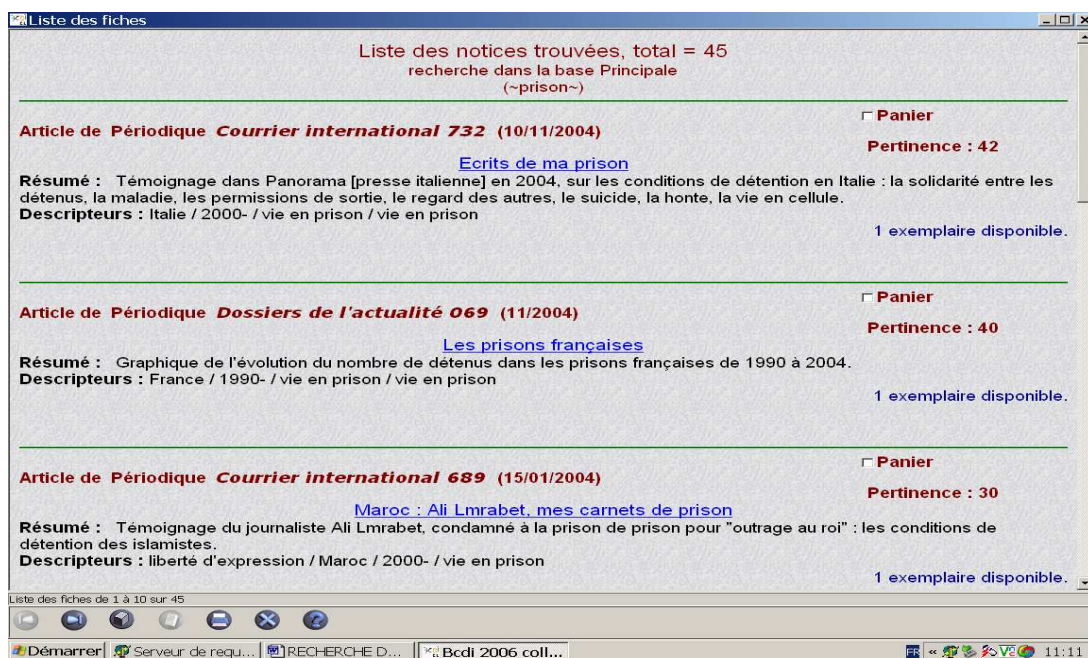 Liste des fiches
Liste des notices trouvées, total = 45
recherche dans la base Principale
(~prison~)
Panier
Article de Périodique Courrier international 732 (10/11/2004)
Pertinence : 42
Ecrits de ma prison
Résumé : Témoignage dans Panorama [presse italienne] en 2004, sur les conditions de détention en Italie : la solidarité entre les
détenus, la maladie, les permissions de sortie, le regard des autres, le suicide, la honte, la vie en cellule.
Descripteurs : Italie / 2000- / vie en prison / vie en prison
1 exemplaire disponible.
Panier
Article de Périodique Dossiers de l'actualité 069 (11/2004)
Pertinence : 40
Les prisons françaises
Résumé : Graphique de l'évolution du nombre de détenus dans les prisons françaises de 1990 à 2004.
Descripteurs : France / 1990- / vie en prison / vie en prison
1 exemplaire disponible.
Panier
Article de Périodique Courrier international 689 (15/01/2004)
Pertinence : 30
Maroc : Ali Lmrabet, mes carnets de prison
Résumé : Témoignage du journaliste Ali Lmrabet, condamné à la prison de prison pour "outrage au roi" : les conditions de
détention des islamistes.
Descripteurs : liberté d'expression / Maroc / 2000- / vie en prison
1 exemplaire disponible.
Liste des fiches de 1 à 10 sur 45
Démarrer Serveur de requ... RECHERCHE D... Bcdi 2006 coll... FR « 11:11